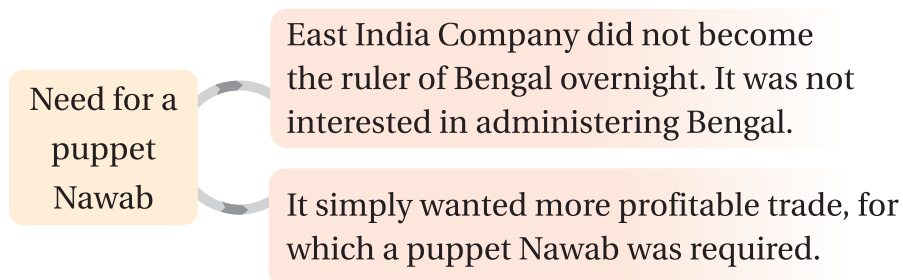 Need for a
puppet
Nawab
East India Company did not become
the ruler of Bengal overnight. It was not
interested in administering Bengal.
It simply wanted more profitable trade, for
which a puppet Nawab was required.